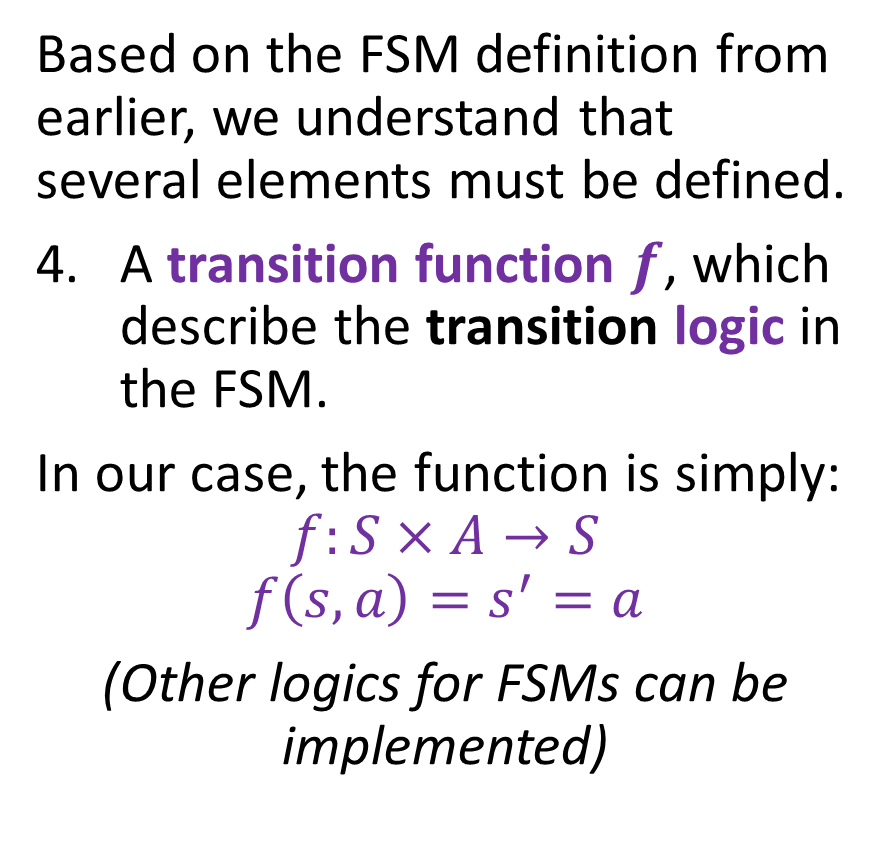 Based on the FSM definition from
earlier, we understand that
several elements must be defined.
4. A transition function f, which
describe the transition logic in
the FSM.
In our case, the function is simply:
f: S × A → S
f(s, a) = s′ = a
(Other logics for FSMs can be
implemented)